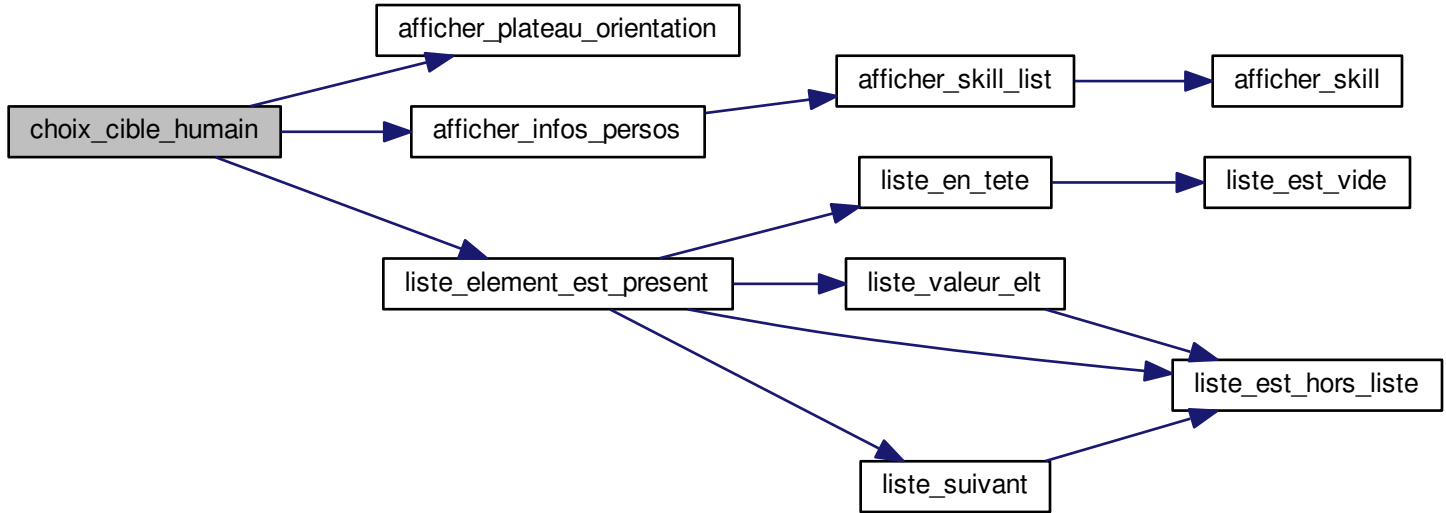 afficher_plateau_orientation
afficher_skill_list
afficher_skill
choix_cible_humain
afficher_infos_persos
liste_en_tete
liste_est_vide
liste_element_est_present
liste_valeur_elt
liste_est_hors_liste
liste_suivant